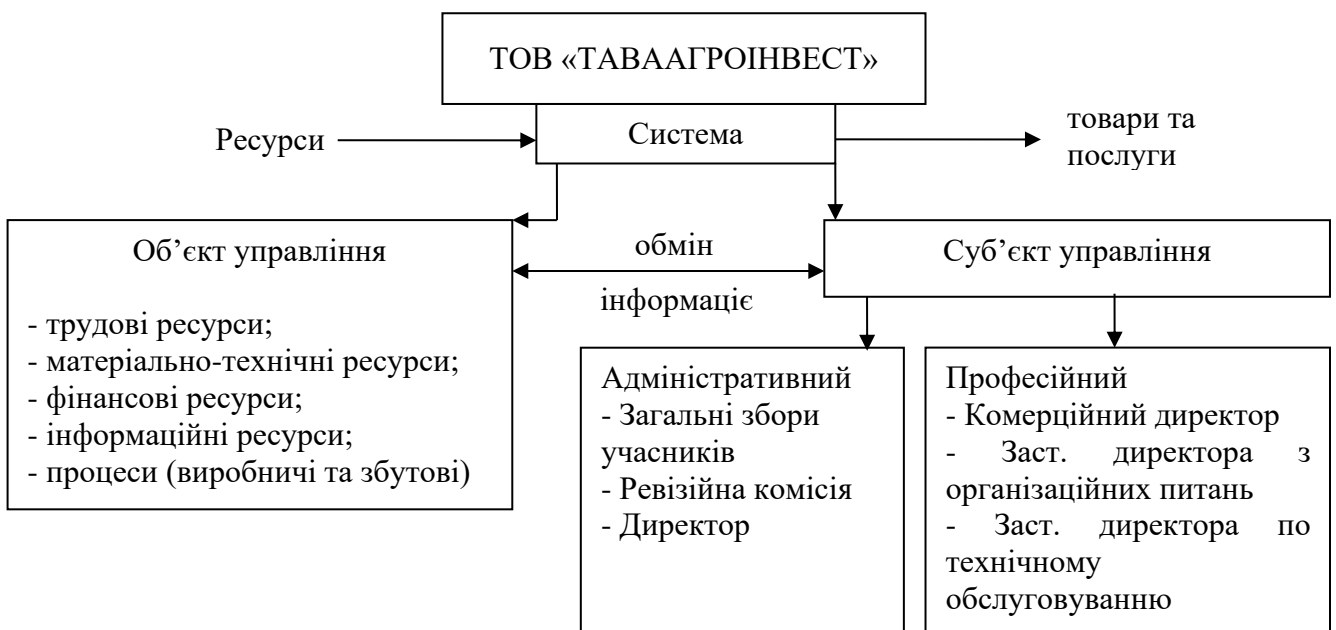 ТОВ «ТАВААГРОІНВЕСТ»
Ресурси
Система
товари та
послуги
Об’єкт управління
- трудові ресурси;
- матеріально-технічні ресурси;
- фінансові ресурси;
- інформаційні ресурси;
- процеси (виробничі та збутові)
обмін
інформаціє
Суб’єкт управління
Адміністративний
- Загальні збори
учасників
- Ревізійна комісія
- Директор
Професійний
- Комерційний директор
- Заст. директора з
організаційних питань
- Заст. директора по
технічному
обслуговуванню